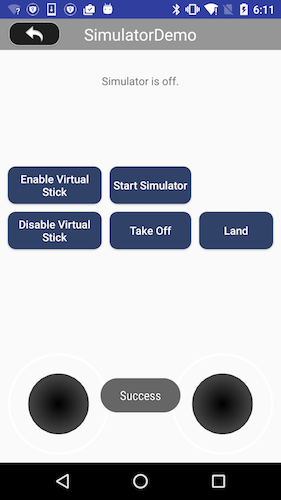 6:11
SimulatorDemo
Simulator is off.
Enable Virtual
Stick
Start Simulator
Disable Virtual
Stick
Take Off
Land
Success